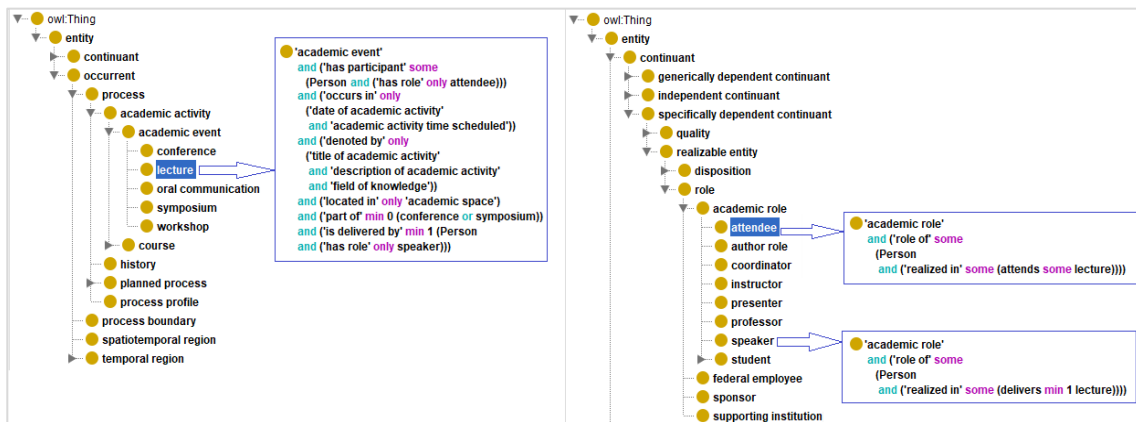 owl:Thing
entity
continuant
occurrent
process
academic activity
academic event
conference
lecture
oral communication
symposium
workshop
course
history
planned process
process profile
process boundary
spatiotemporal region
temporal region
'academic event'
and ('has participant' some
(Person and ('has role' only attendee)))
and ('occurs in' only
('date of academic activity'
and 'academic activity time scheduled'))
and ('denoted by' only
('title of academic activity'
and 'description of academic activity'
and 'field of knowledge'))
and ('located in' only 'academic space')
and ('part of' min 0 (conference or symposium))
and ('is delivered by' min 1 (Person
and ('has role' only speaker)))
owl:Thing
entity
continuant
generically dependent continuant
independent continuant
specifically dependent continuant
quality
realizable entity
disposition
role
academic role
attendee
author role
coordinator
instructor
presenter
professor
speaker
student
federal employee
sponsor
supporting institution
'academic role'
and ('role of' some
(Person
and ('realized in' some (attends some lecture))))
'academic role'
and ('role of' some
(Person
and ('realized in' some (delivers min 1 lecture))))